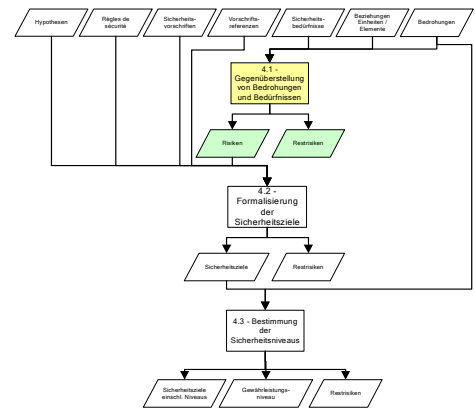 Hypothesen
Règles de
sécurité
Sicherheits-
vorschriften
Vorschrifts-
referenzen
Sicherheits-
bedürfnisse
Beziehungen
Einheiten /
Elemente
Bedrohungen
4.1 -
Gegenüberstellung
von Bedrohungen
und Bedürfnissen
Risiken
Restrisiken
4.2 -
Formalisierung
der
Sicherheitsziele
Sicherheitsziele
Restrisiken
4.3 - Bestimmung
der
Sicherheitsniveaus
Sicherheitsziele
einschl. Niveaus
Gewährleistungs-
niveau
Restrisiken